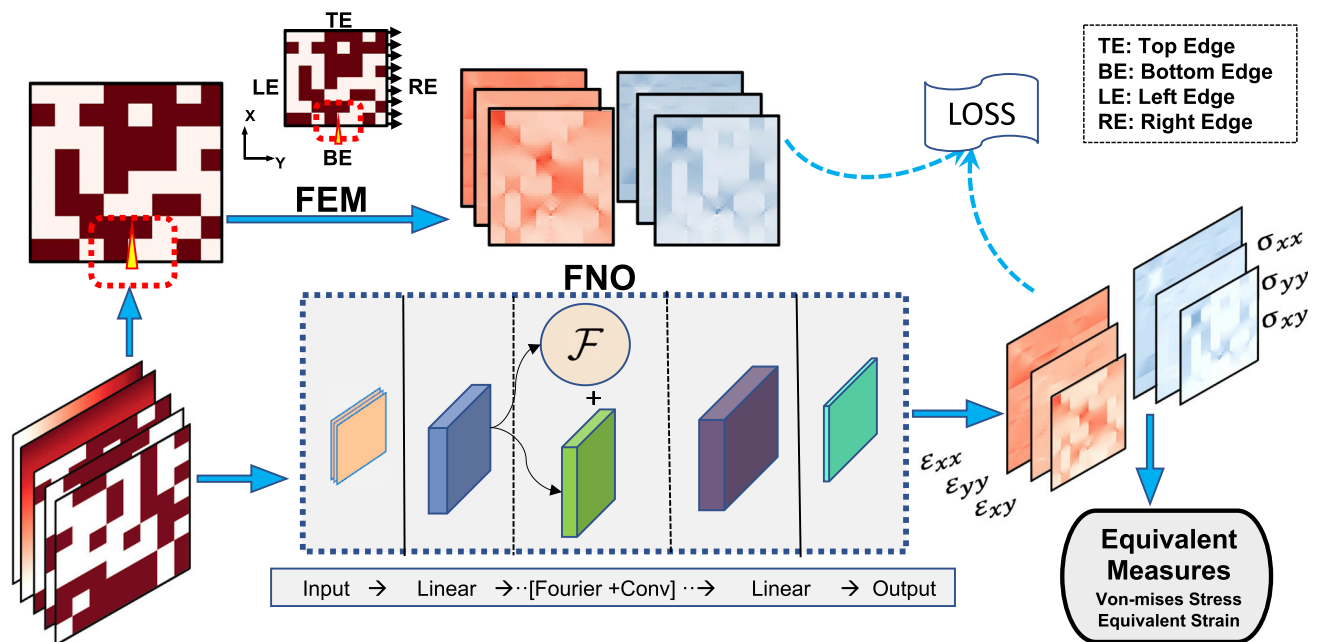 TE
LE
RE
X
Y
BE
FEM
LOSS
TE: Top Edge
BE: Bottom Edge
LE: Left Edge
RE: Right Edge
FNO
ℱ
+
σxx
σyy
σxy
εxx
εyy
εxy
Input → Linear →··[Fourier +Conv] ··→ Linear → Output
Equivalent
Measures
Von-mises Stress
Equivalent Strain